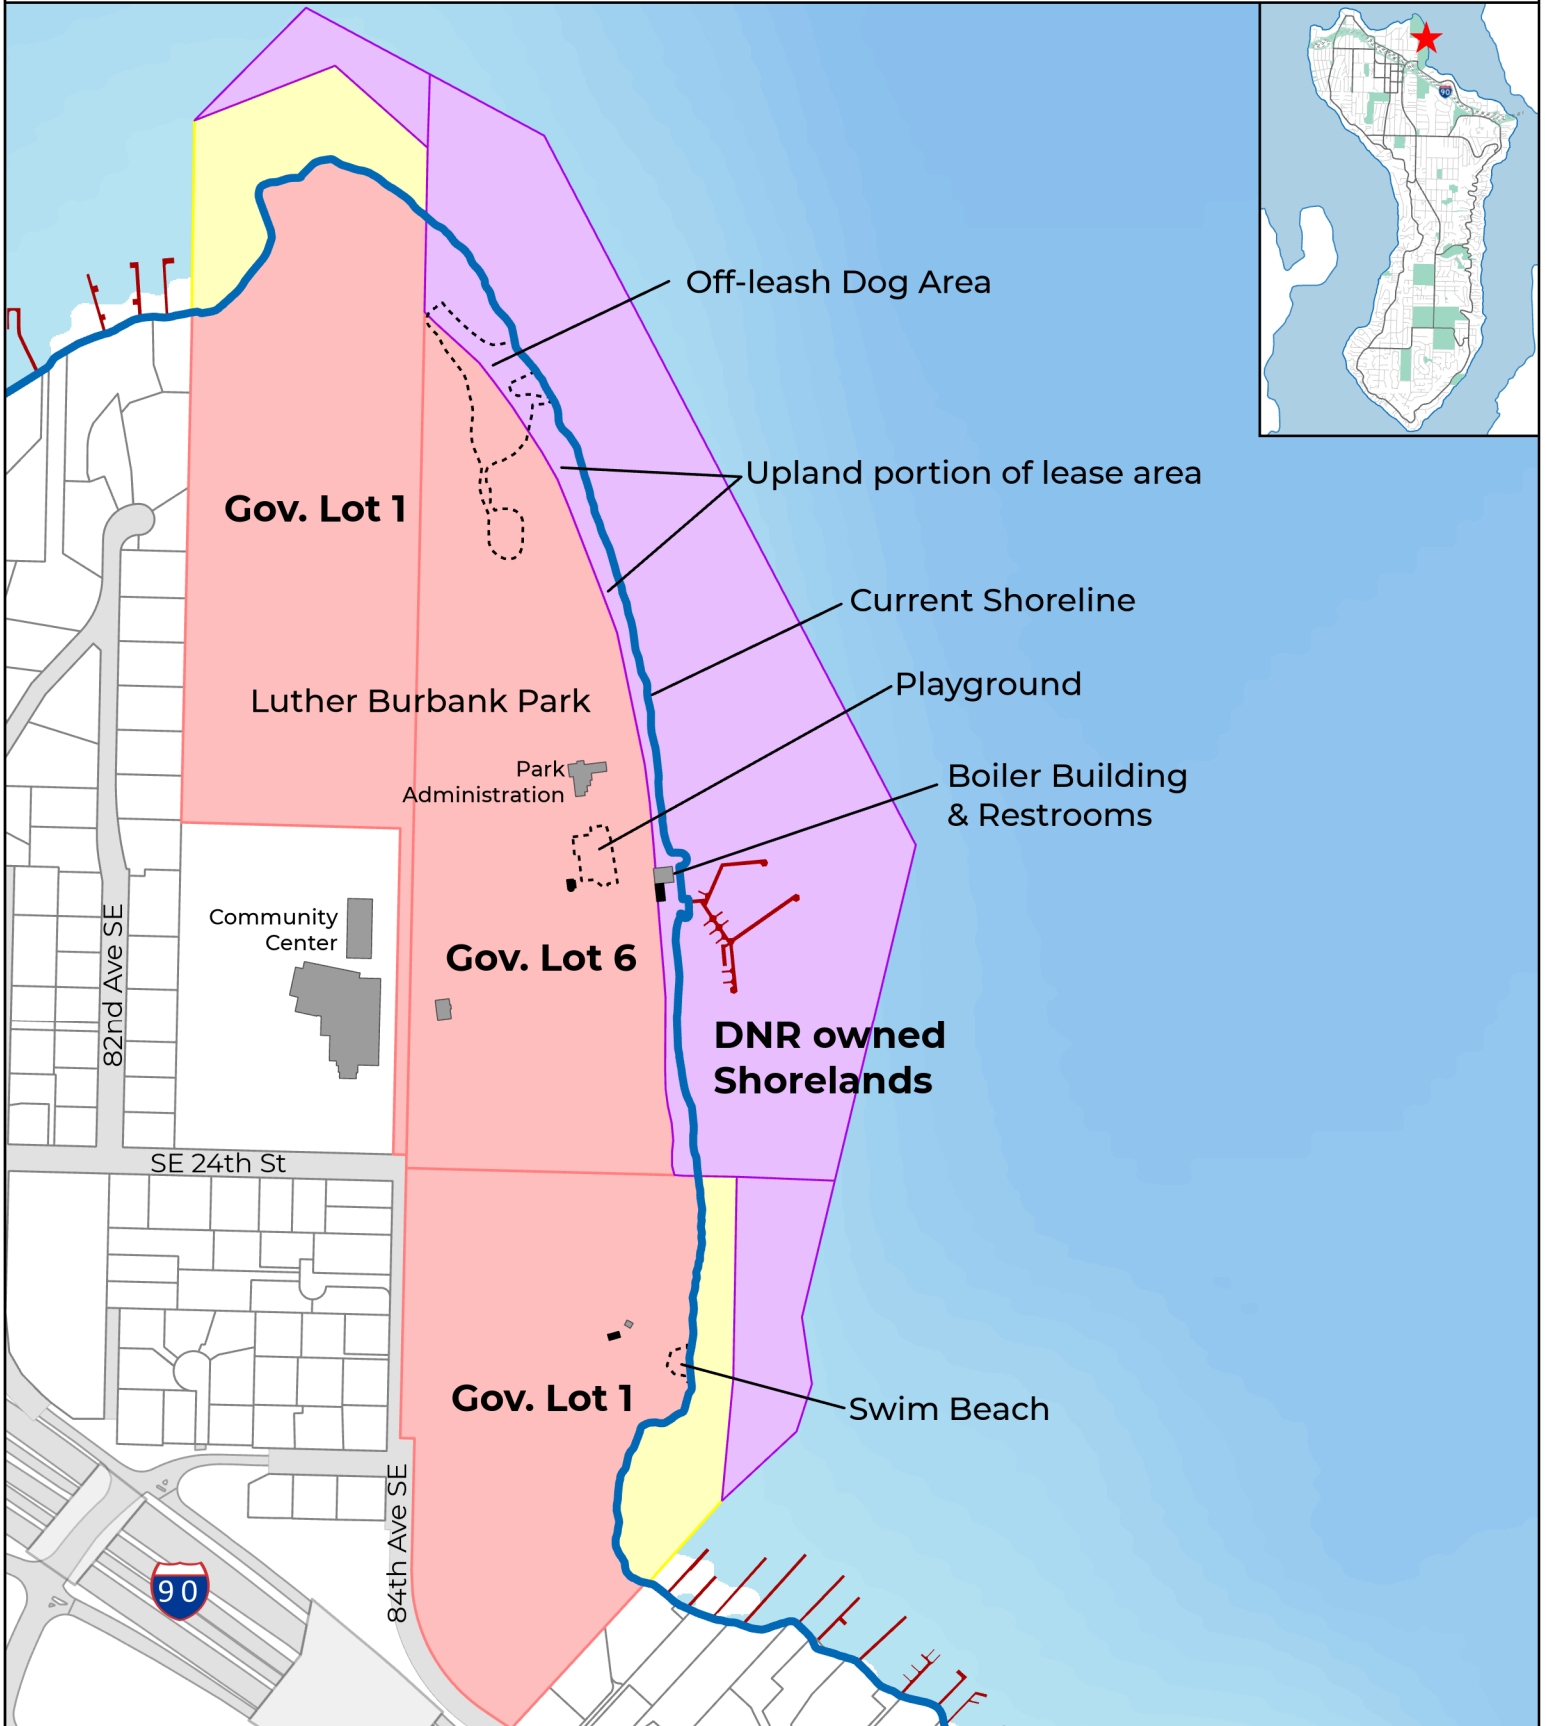 90
Off-leash Dog Area
Upland portion of lease area
Gov. Lot 1
Current Shoreline
Luther Burbank Park
Playground
Park
Administration
Boiler Building
& Restrooms
Community
Center
Gov. Lot 6
82nd Ave SE
DNR owned
Shorelands
SE 24th St
Gov. Lot 1
Swim Beach
84th Ave SE
90